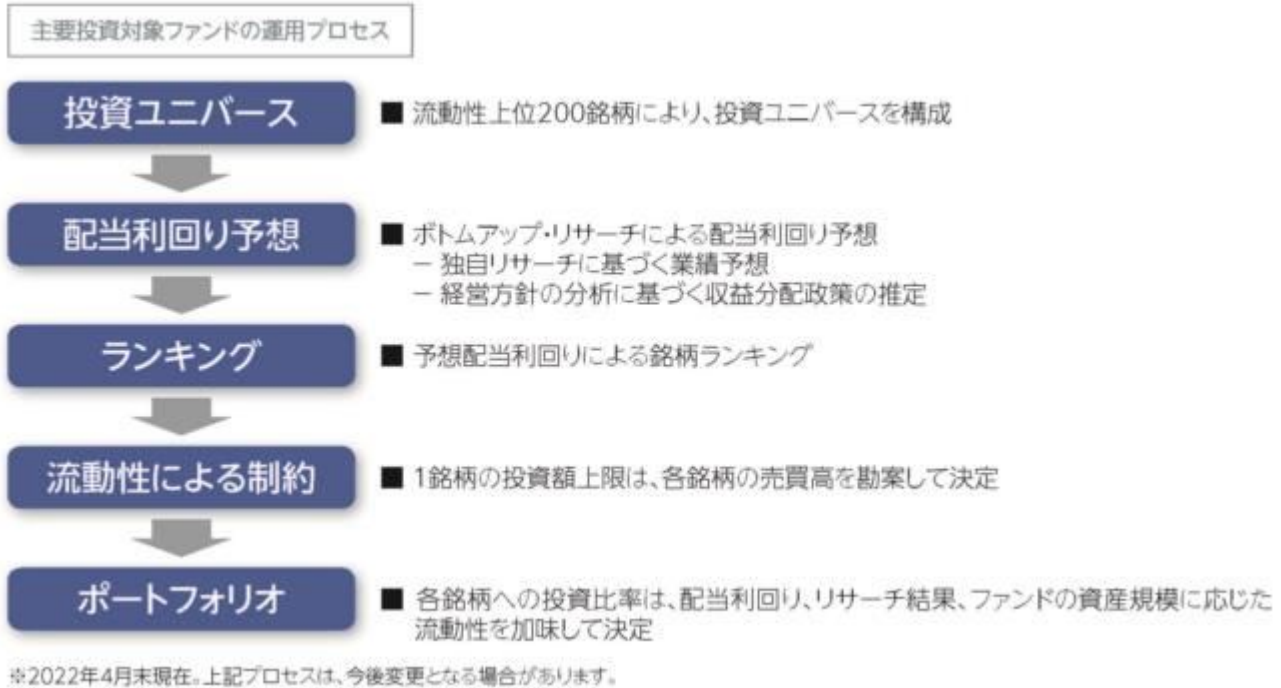 主要投資対象ファンドの運用プロセス
投資ユニバース
■ 流動性上位200銘柄により、投資ユニバースを構成
配当利回り予想
■ ボトムアップ・リサーチによる配当利回り予想
－ 独自リサーチに基づく業績予想
－ 経営方針の分析に基づく収益分配政策の推定
ランキング
■ 予想配当利回りによる銘柄ランキング
流動性による制約
■ 1銘柄の投資額上限は、各銘柄の売買高を勘案して決定
ポートフォリオ
■ 各銘柄への投資比率は、配当利回り、リサーチ結果、ファンドの資産規模に応じた
流動性を加味して決定
※2022年4月末現在。上記プロセスは、今後変更となる場合があります。